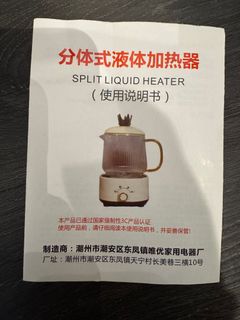 分体式液体加热器
SPLIT LIQUID HEATER
（使用说明书）
本产品已通过国家强制性3C产品认证
使用产品前，请仔细阅读本使用说明书，并妥善保管！
制造商：潮州市潮安区东凤镇唯优家用电器厂
厂址：潮州市潮安区东凤镇天宁村长美巷三横10号